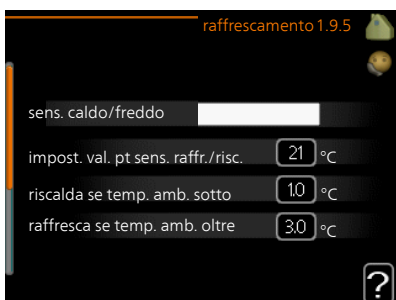 raffrescamento 1.9.5
sens. caldo/freddo
impost. val. pt sens. raffr./risc. 21 °C
riscalda se temp. amb. sotto 1.0 °C
raffresca se temp. amb. oltre 3.0 °C
?